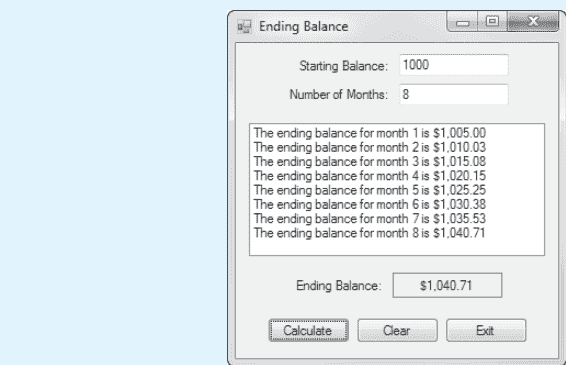 Ending Balance
Starting Balance: 1000
Number of Months: 8
The ending balance for month 1 is $1,005.00
The ending balance for month 2 is $1,010.03
The ending balance for month 3 is $1,015.08
The ending balance for month 4 is $1,020.15
The ending balance for month 5 is $1,025.25
The ending balance for month 6 is $1,030.38
The ending balance for month 7 is $1,035.53
The ending balance for month 8 is $1,040.71
Ending Balance: $1,040.71
Calculate Clear Exit